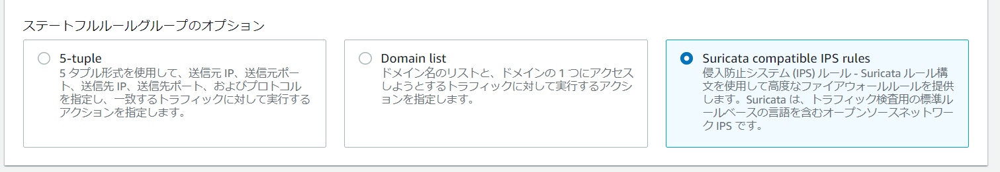 ステートフルルールグループのオプション
5-tuple
5 タプル形式を使用して、送信元 IP、送信元ポー
ト、送信先 IP、送信先ポート、およびプロトコル
を指定し、一致するトラフィックに対して実行する
アクションを指定します。
Domain list
ドメイン名のリストと、ドメインの 1 つにアクセス
しようとするトラフィックに対して実行するアクシ
ョンを指定します。
Suricata compatible IPS rules
侵入防止システム (IPS) ルール - Suricata ルール構
文を使用して高度なファイアウォールルールを提供
します。Suricata は、トラフィック検査用の標準ル
ールベースの言語を含むオープンソースネットワー
ク IPS です。